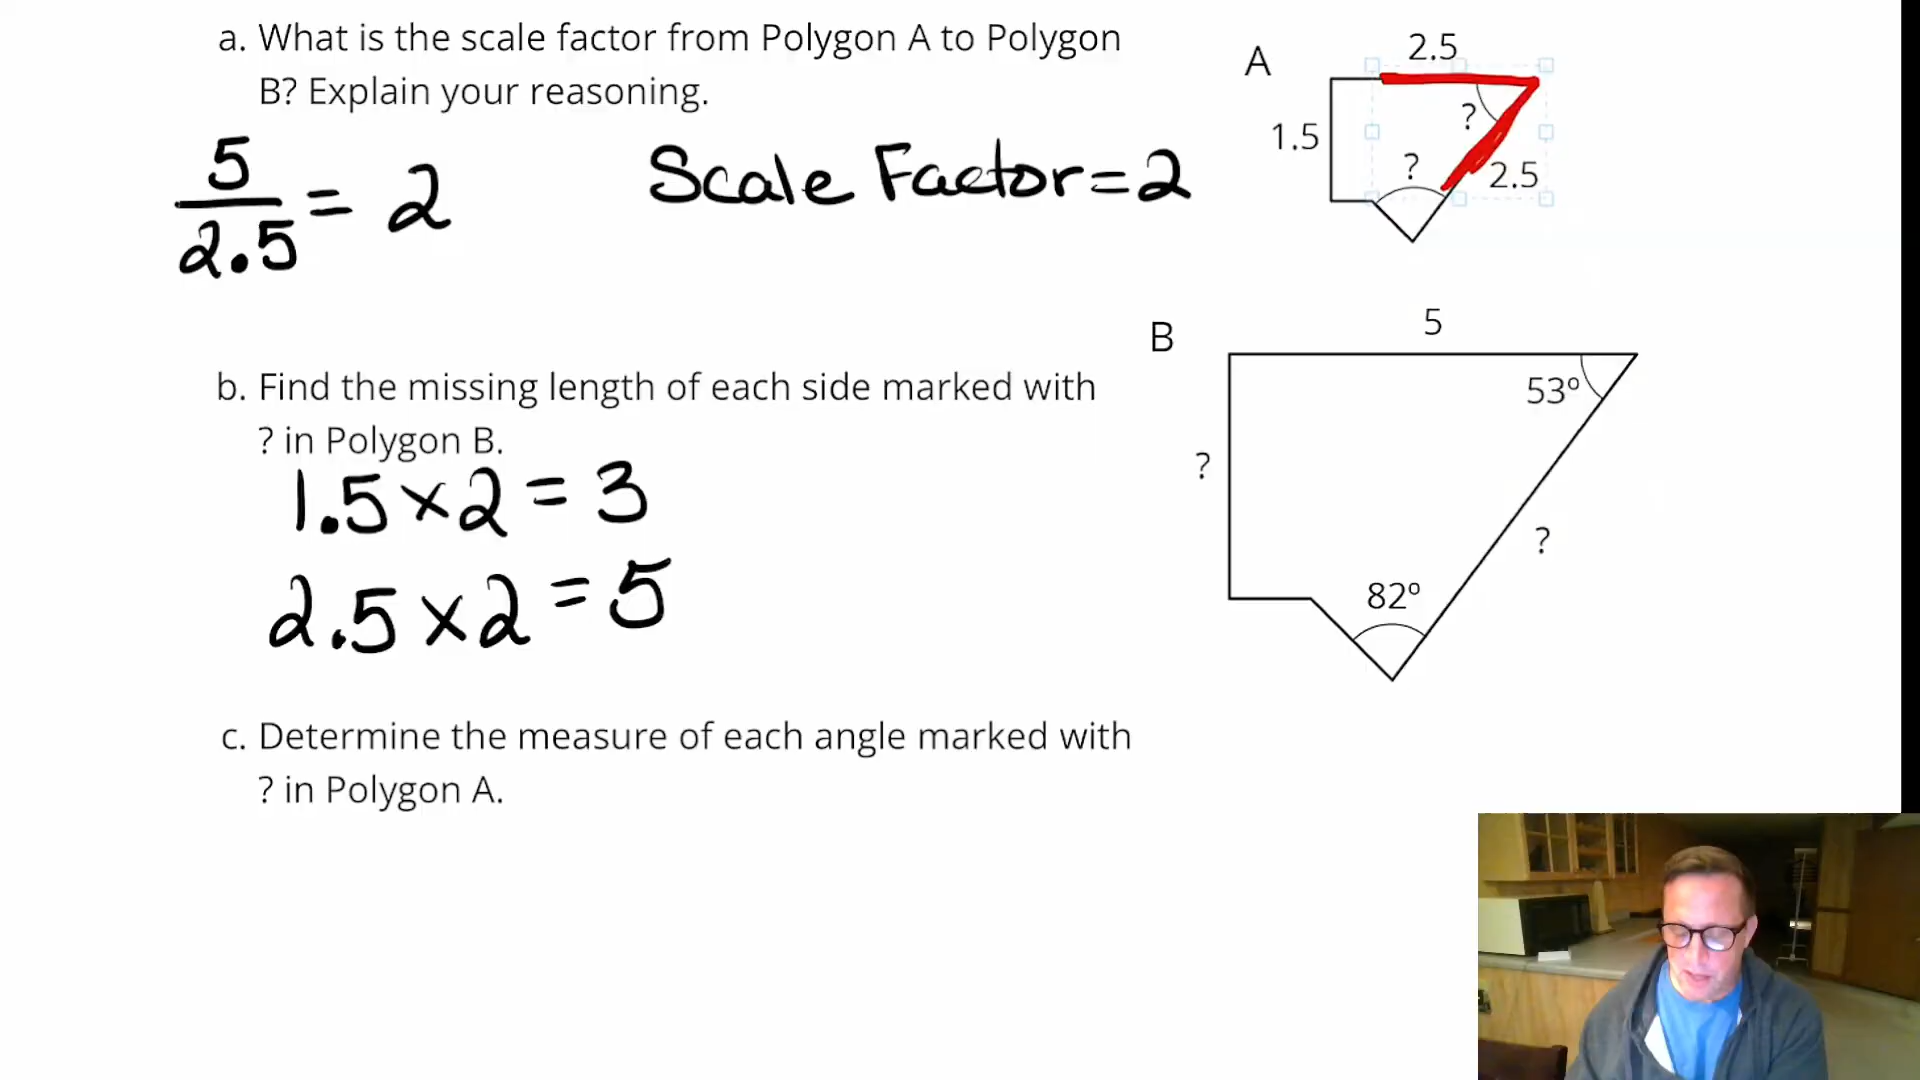 a. What is the scale factor from Polygon A to Polygon
B? Explain your reasoning.
5
2.5
= 2
Scale Factor=2
A
2.5
1.5
?
?
2.5
B
5
53º
?
?
82º
b. Find the missing length of each side marked with
? in Polygon B.
1.5×2=3
2.5×2=5
c. Determine the measure of each angle marked with
? in Polygon A.